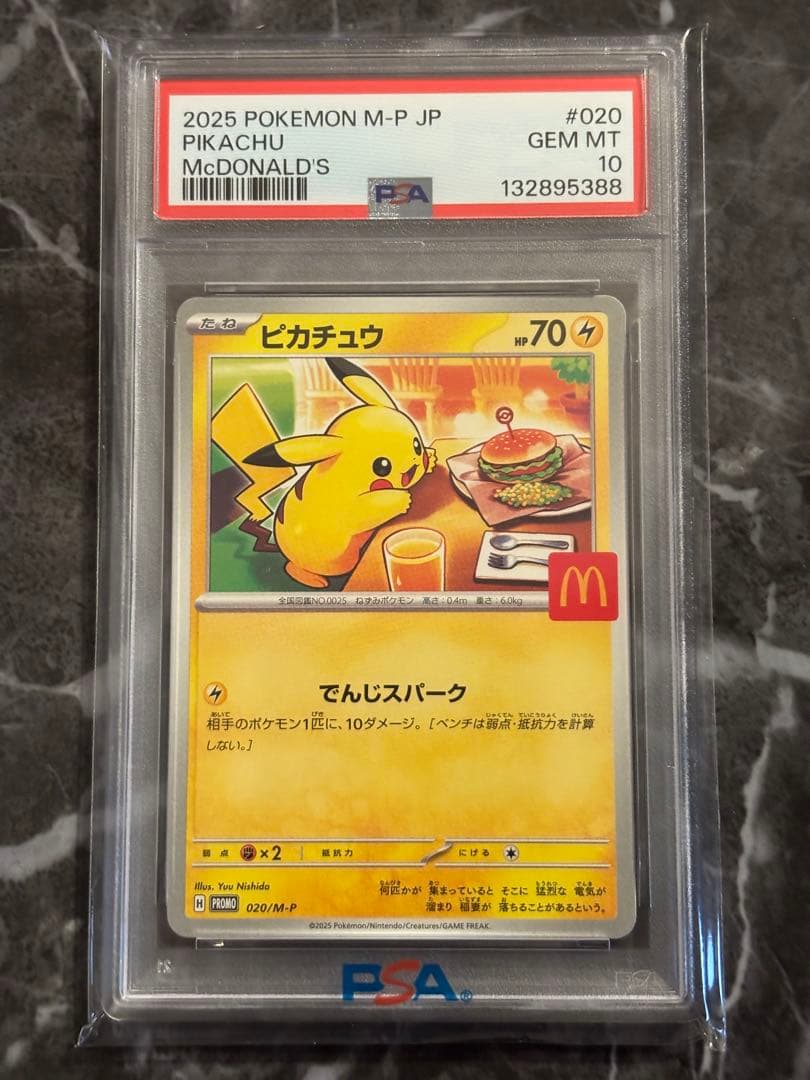 2025 POKEMON M-P JP #020
PIKACHU GEM MT
McDONALD'S 10
PSA 132895388
たね ピカチュウ HP70
M
全国図鑑NO.0025 ねずみポケモン 高さ:0.4m 重さ:6.0kg
でんじスパーク
相手のポケモン1匹に、10ダメージ。[ベンチは弱点・抵抗力を計算
しない。]
弱点 ×2 抵抗力 にげる
Illus. Yuu Nishida
何匹かが 集まっていると そこに 猛烈な 電気が
溜まり 稲妻が 落ちることがあるという。
H PROMO 020/M-P
©2025 Pokémon/Nintendo/Creatures/GAME FREAK.
PSA®
PSA